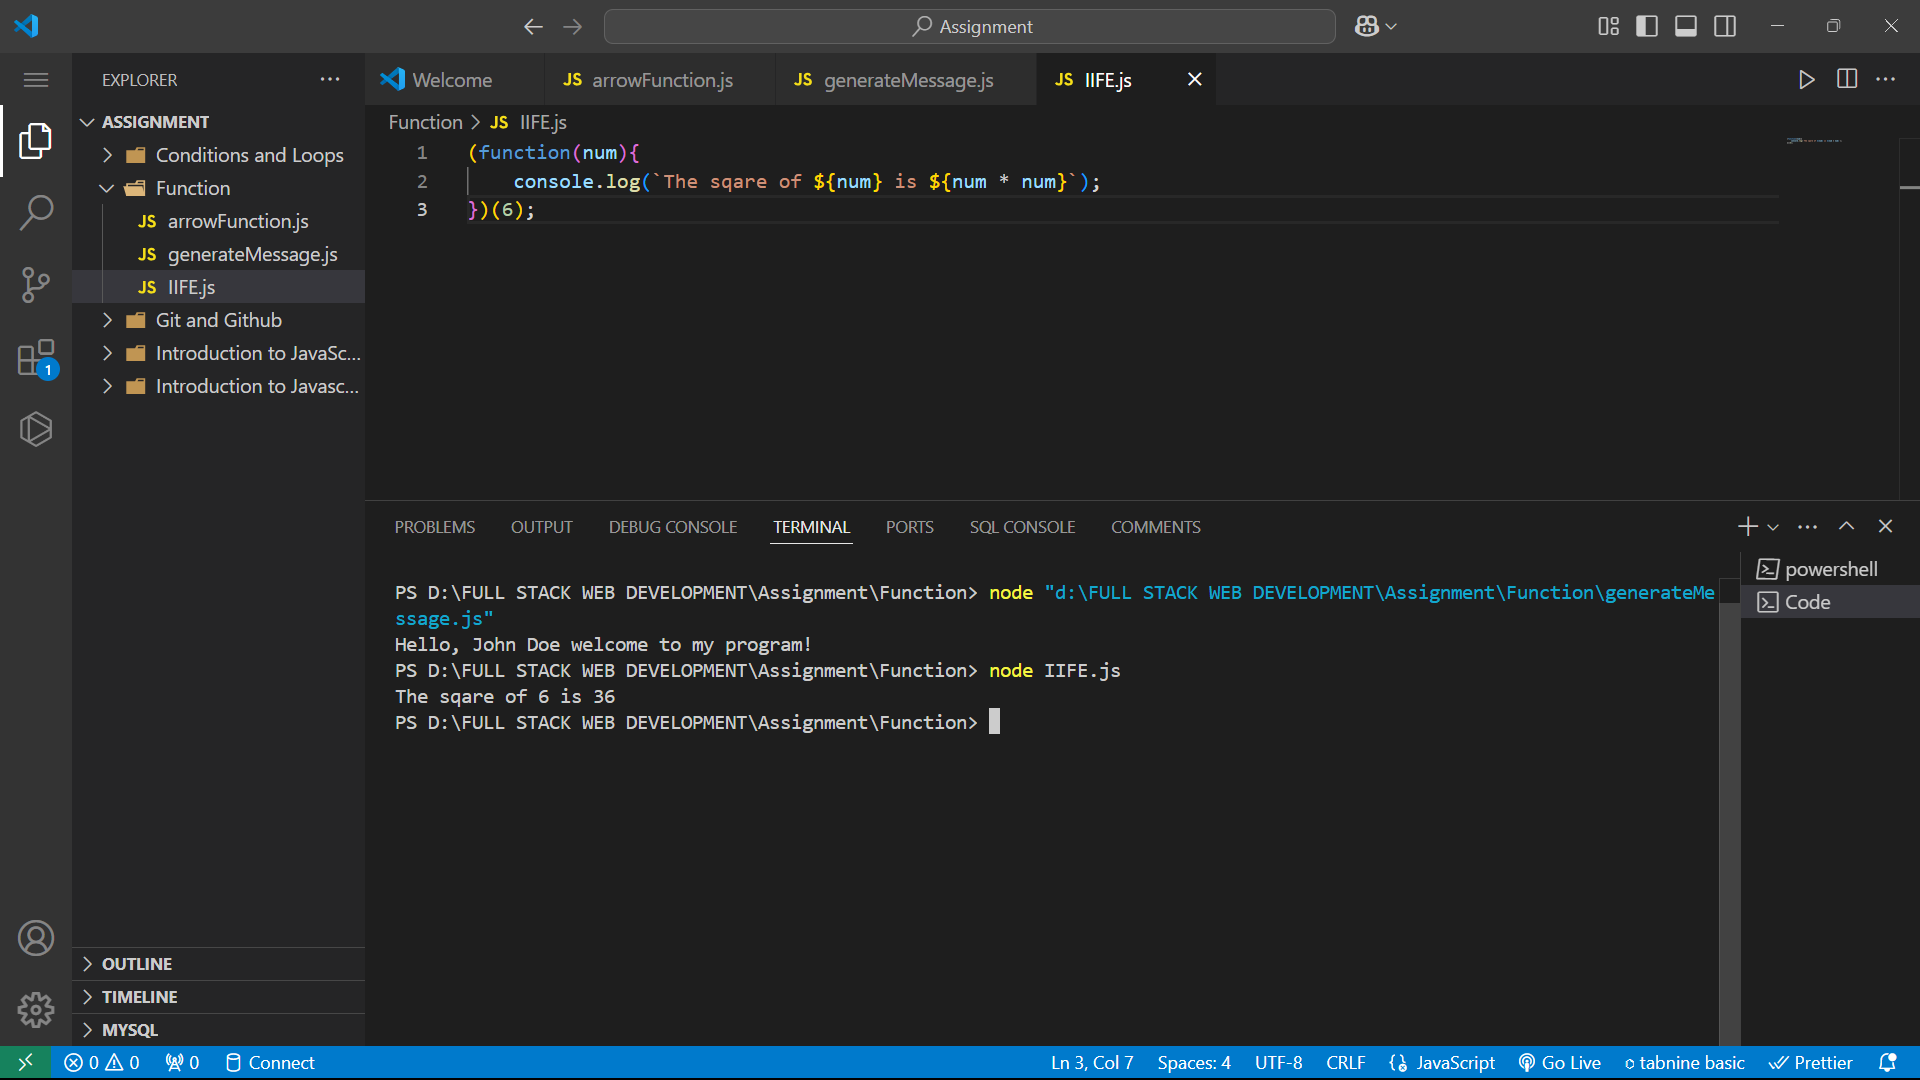 Assignment
EXPLORER
Welcome
JS arrowFunction.js
JS generateMessage.js
JS IIFE.js
ASSIGNMENT
Conditions and Loops
Function
JS arrowFunction.js
JS generateMessage.js
JS IIFE.js
Git and Github
Introduction to JavaSc...
Introduction to Javasc...
1
OUTLINE
TIMELINE
MYSQL
Function > JS IIFE.js
1 (function(num){
2     console.log(`The sqare of ${num} is ${num * num}`);
3 })(6);
PROBLEMS OUTPUT DEBUG CONSOLE TERMINAL PORTS SQL CONSOLE COMMENTS
PS D:\FULL STACK WEB DEVELOPMENT\Assignment\Function> node "d:\FULL STACK WEB DEVELOPMENT\Assignment\Function\generateMe
ssage.js"
Hello, John Doe welcome to my program!
PS D:\FULL STACK WEB DEVELOPMENT\Assignment\Function> node IIFE.js
The sqare of 6 is 36
PS D:\FULL STACK WEB DEVELOPMENT\Assignment\Function>
powershell
Code
0 0 0 Connect Ln 3, Col 7 Spaces: 4 UTF-8 CRLF JavaScript Go Live tabnine basic Prettier